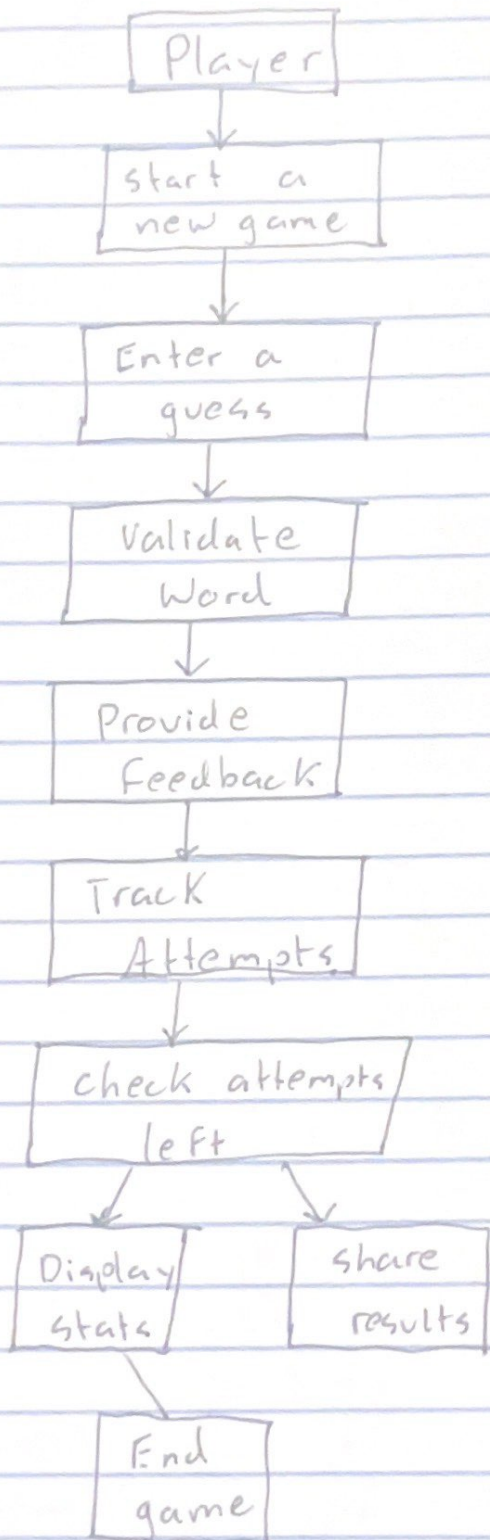 Player
start a
new game
Enter a
guess
Validate
Word
Provide
feedback
Track
Attempts
check attempts
left
Display
stats
share
results
End
game